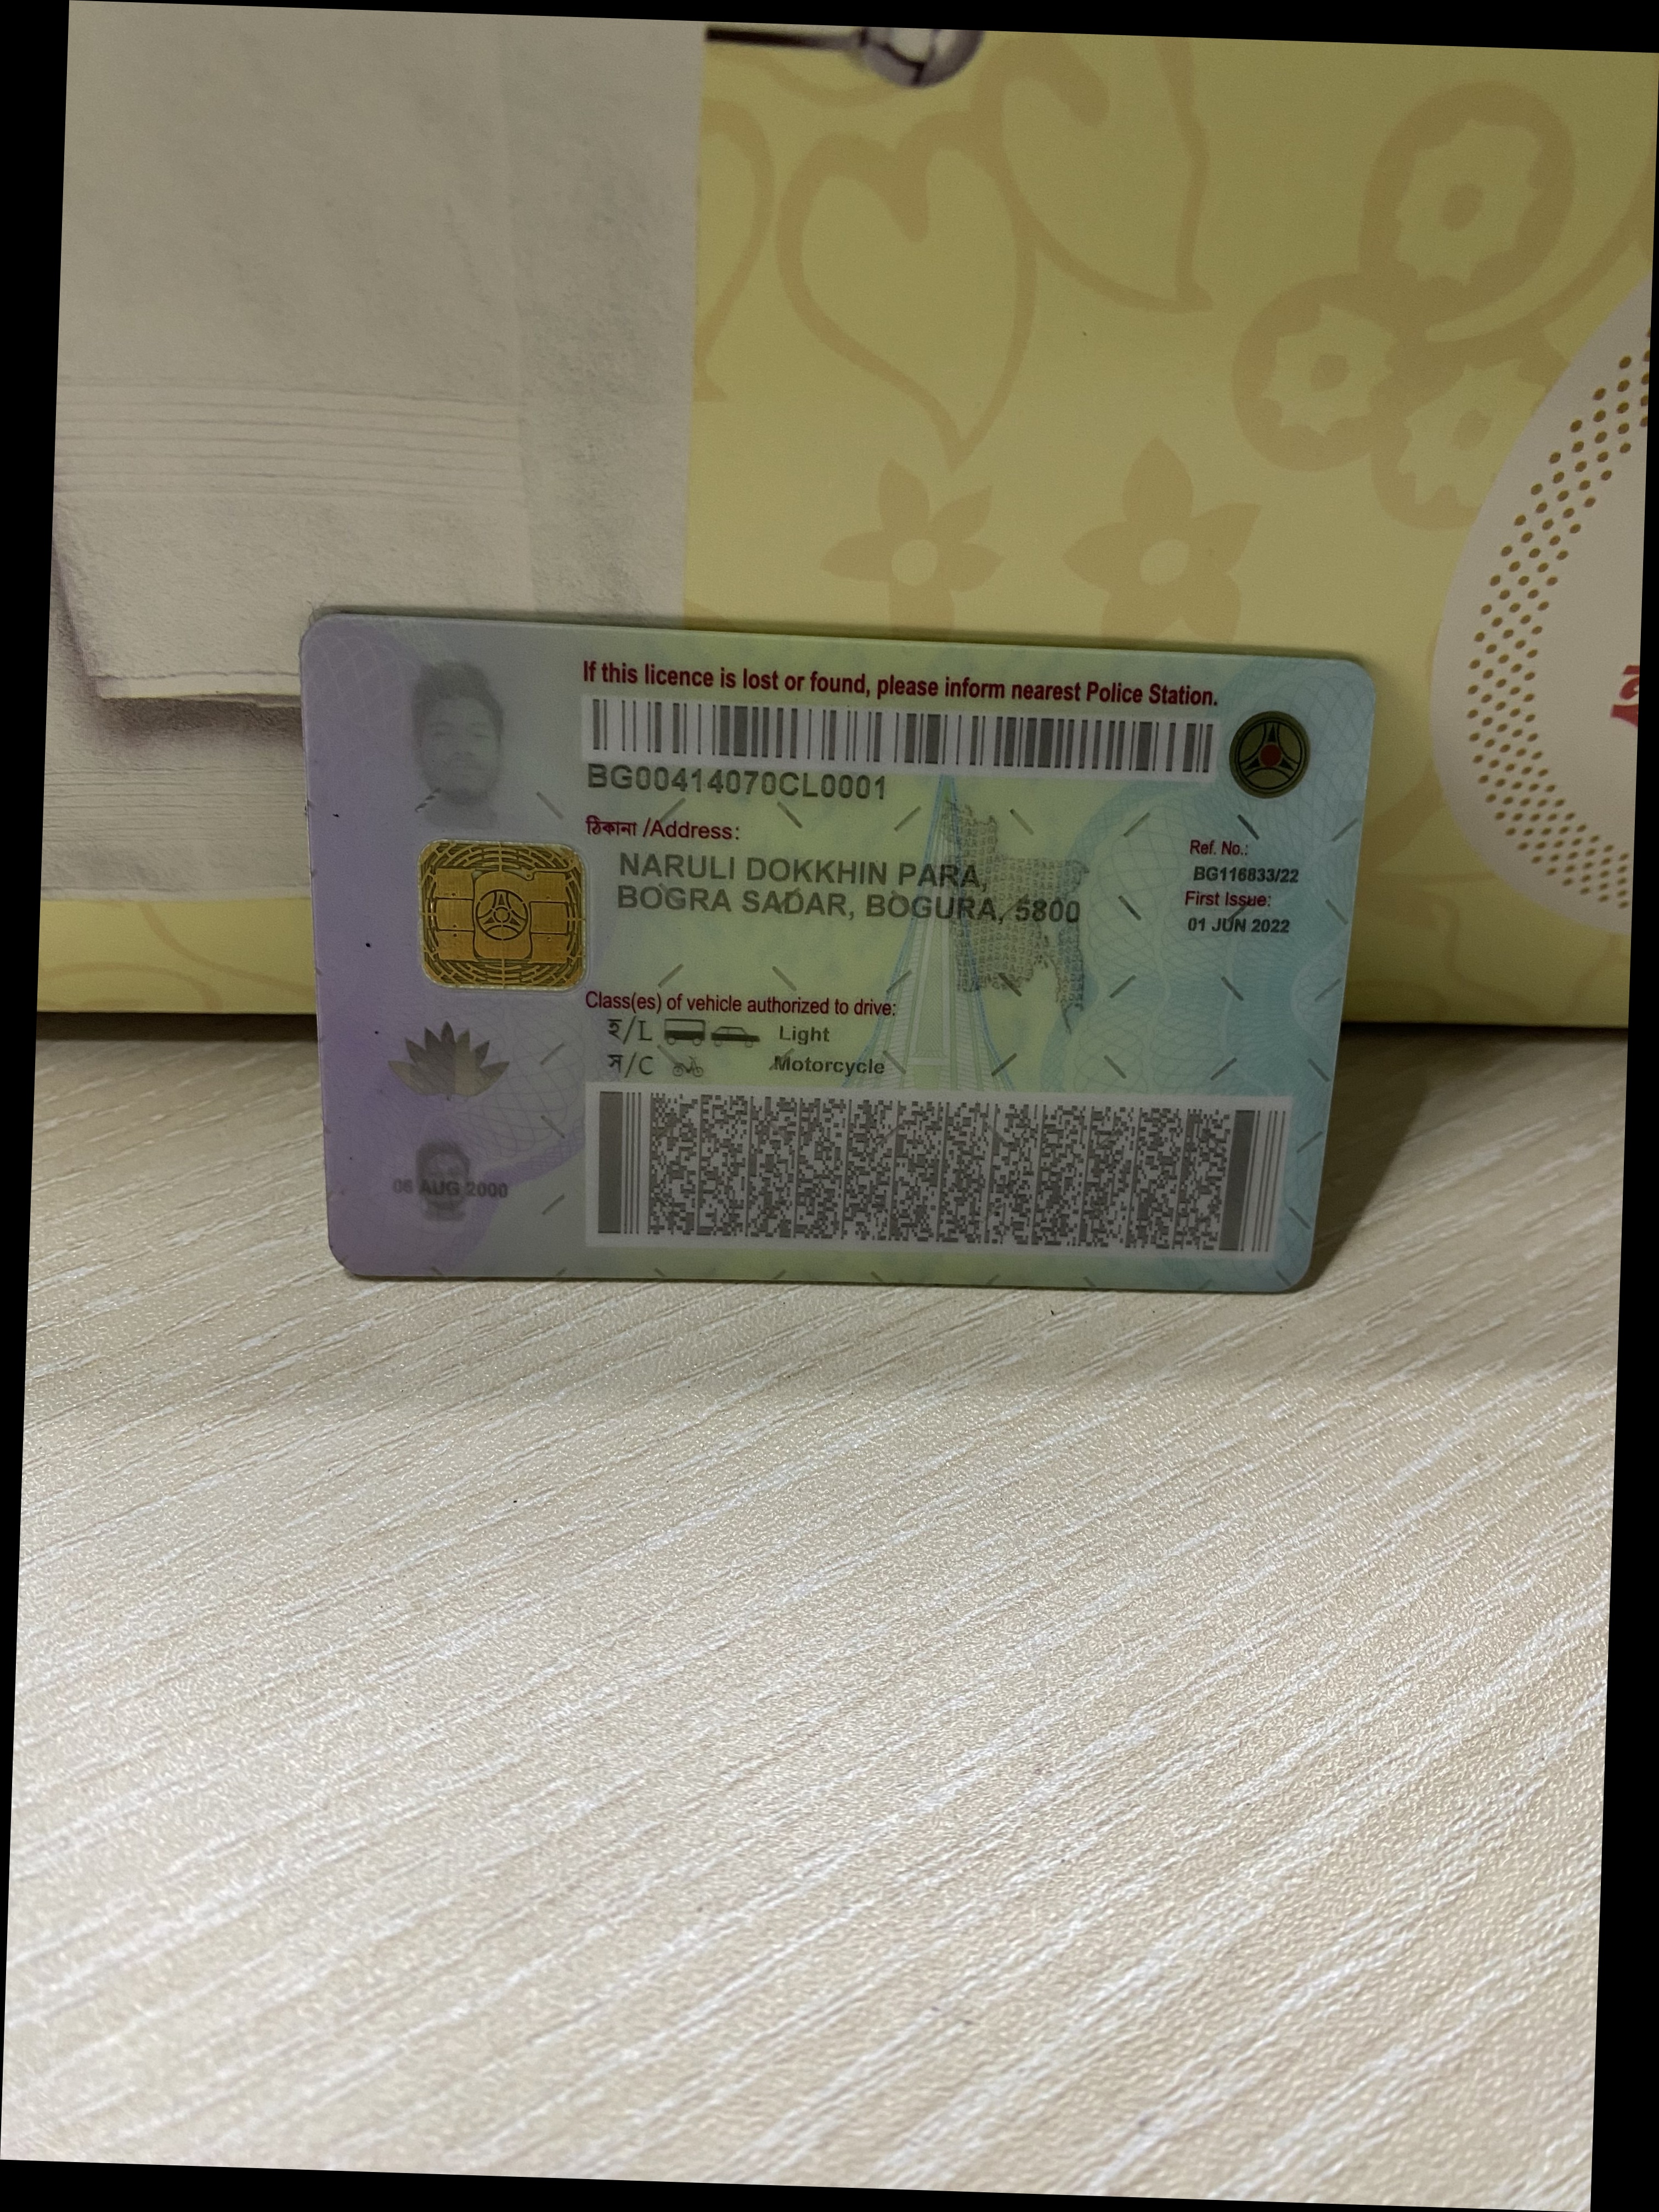 If this licence is lost or found, please inform nearest Police Station.
BG00414070CL0001
ঠিকানা /Address:
NARULI DOKKHIN PARA,
BOGRA SADAR, BOGURA, 5800
Ref. No.:
BG116833/22
First Issue:
01 JUN 2022
Class(es) of vehicle authorized to drive:
হ/L Light
স/C Motorcycle
06 AUG 2000